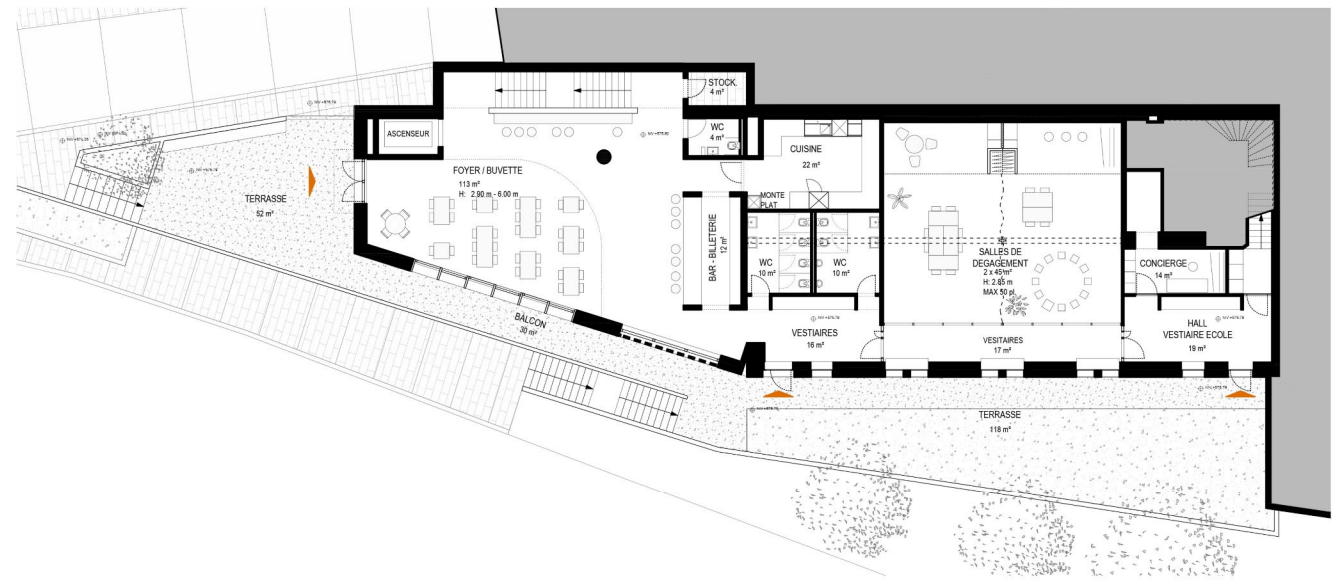 STOCK.
4 m²
ASCENSEUR
WC
4 m²
CUISINE
22 m²
FOYER / BUVETTE
113 m²
H: 2.90 m - 6.00 m
TERRASSE
52 m²
MONTE
PLAT
BAR - BILLETERIE
12 m²
WC
10 m²
WC
10 m²
SALLES DE
DEGAGEMENT
2 x 45 m²
H: 2.85 m
MAX 50 pl.
CONCIERGE
14 m²
BALCON
30 m²
VESTIAIRES
16 m²
VESITAIRES
17 m²
HALL
VESTIAIRE ECOLE
19 m²
TERRASSE
118 m²